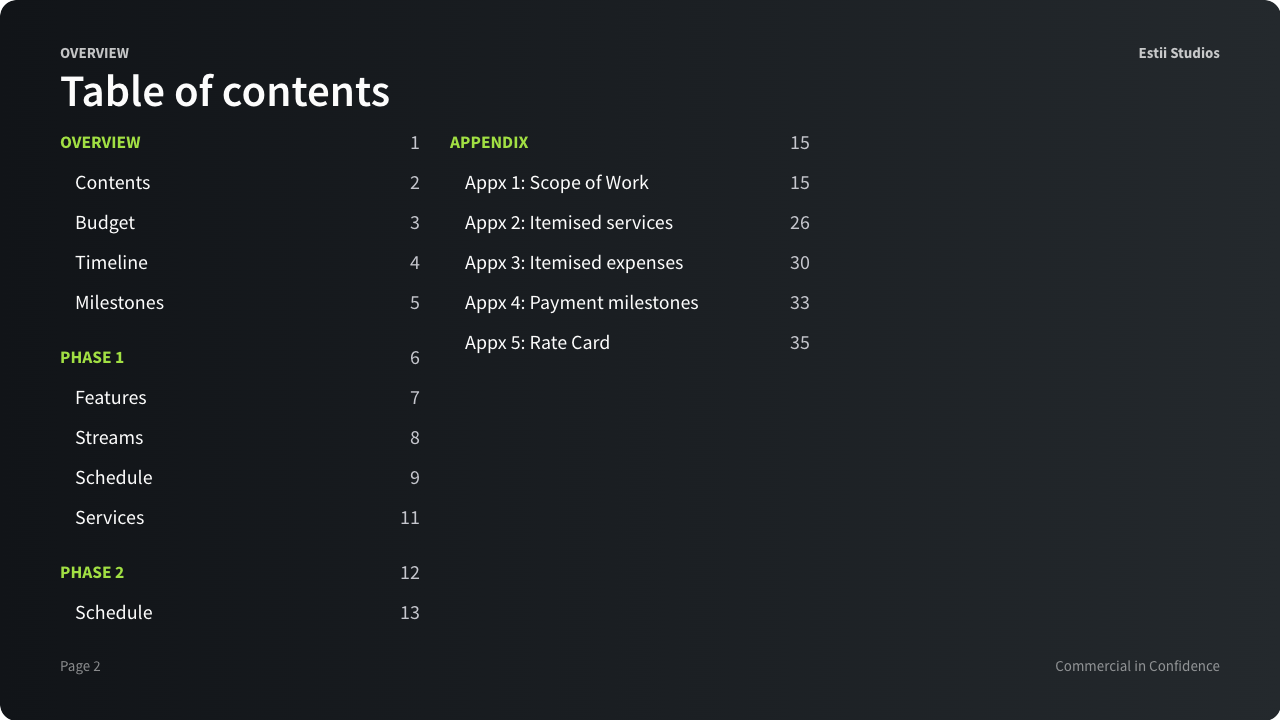 OVERVIEW
Estii Studios
Table of contents
OVERVIEW 1
Contents 2
Budget 3
Timeline 4
Milestones 5
PHASE 1 6
Features 7
Streams 8
Schedule 9
Services 11
PHASE 2 12
Schedule 13
APPENDIX 15
Appx 1: Scope of Work 15
Appx 2: Itemised services 26
Appx 3: Itemised expenses 30
Appx 4: Payment milestones 33
Appx 5: Rate Card 35
Page 2
Commercial in Confidence